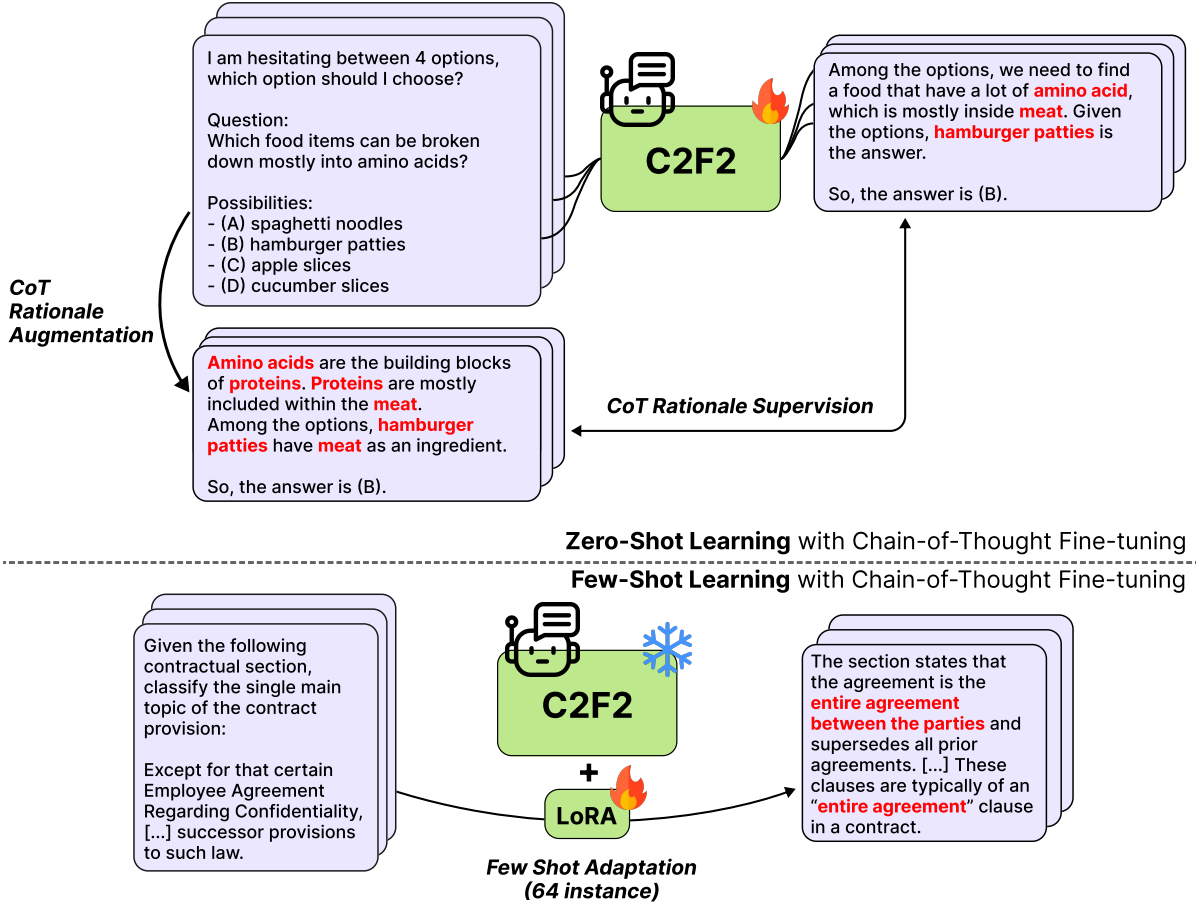 I am hesitating between 4 options,
which option should I choose?
Question:
Which food items can be broken
down mostly into amino acids?
Possibilities:
- (A) spaghetti noodles
- (B) hamburger patties
- (C) apple slices
- (D) cucumber slices
C2F2
Among the options, we need to find
a food that have a lot of amino acid,
which is mostly inside meat. Given
the options, hamburger patties is
the answer.
So, the answer is (B).
CoT
Rationale
Augmentation
Amino acids are the building blocks
of proteins. Proteins are mostly
included within the meat.
Among the options, hamburger
patties have meat as an ingredient.
So, the answer is (B).
CoT Rationale Supervision
Zero-Shot Learning with Chain-of-Thought Fine-tuning
Few-Shot Learning with Chain-of-Thought Fine-tuning
Given the following
contractual section,
classify the single main
topic of the contract
provision:
Except for that certain
Employee Agreement
Regarding Confidentiality,
[...] successor provisions
to such law.
C2F2
+
LoRA
Few Shot Adaptation
(64 instance)
The section states that
the agreement is the
entire agreement
between the parties and
supersedes all prior
agreements. [...] These
clauses are typically of an
“entire agreement” clause
in a contract.